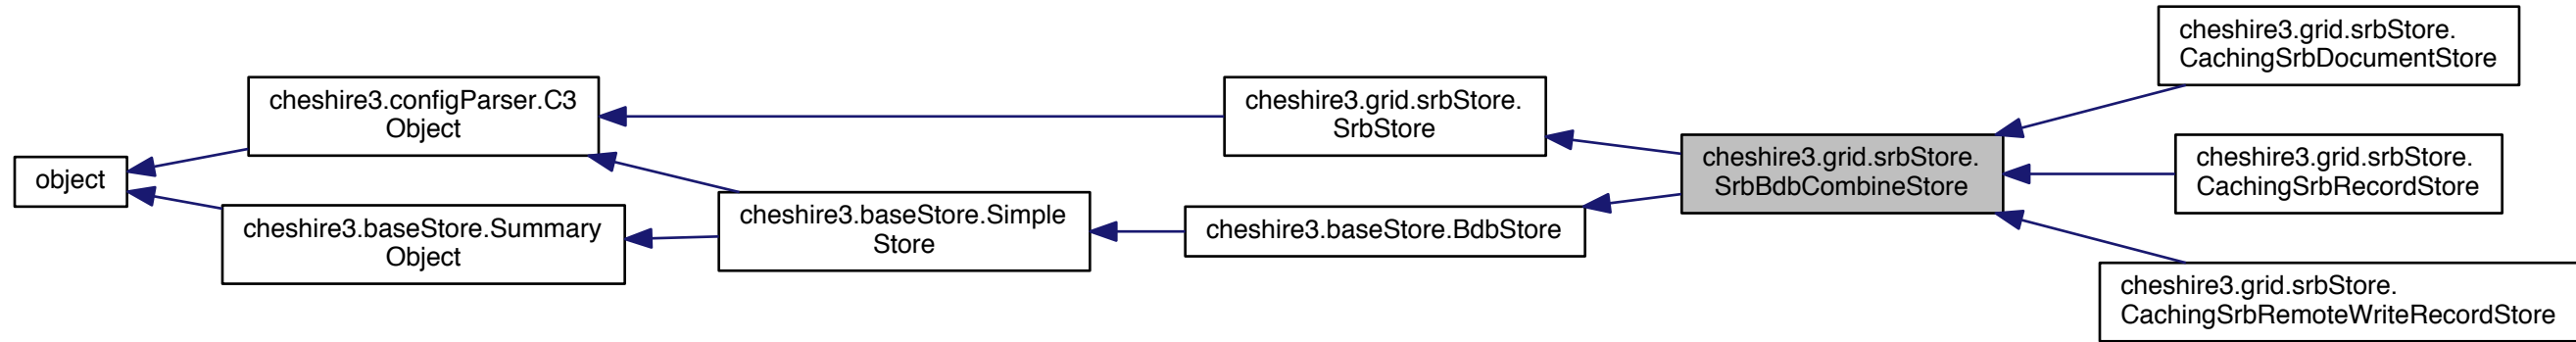 object
cheshire3.configParser.C3
Object
cheshire3.baseStore.Summary
Object
cheshire3.baseStore.Simple
Store
cheshire3.grid.srbStore.
SrbStore
cheshire3.baseStore.BdbStore
cheshire3.grid.srbStore.
SrbBdbCombineStore
cheshire3.grid.srbStore.
CachingSrbDocumentStore
cheshire3.grid.srbStore.
CachingSrbRecordStore
cheshire3.grid.srbStore.
CachingSrbRemoteWriteRecordStore